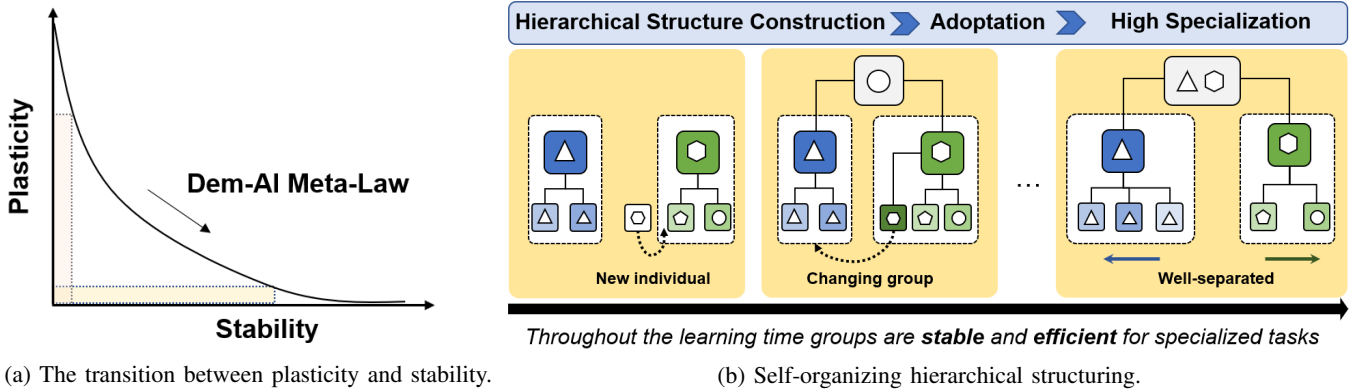 Plasticity
Dem-AI Meta-Law
Stability
(a) The transition between plasticity and stability.
Hierarchical Structure Construction
Adoptation
High Specialization
New individual
Changing group
...
Well-separated
Throughout the learning time groups are stable and efficient for specialized tasks
(b) Self-organizing hierarchical structuring.